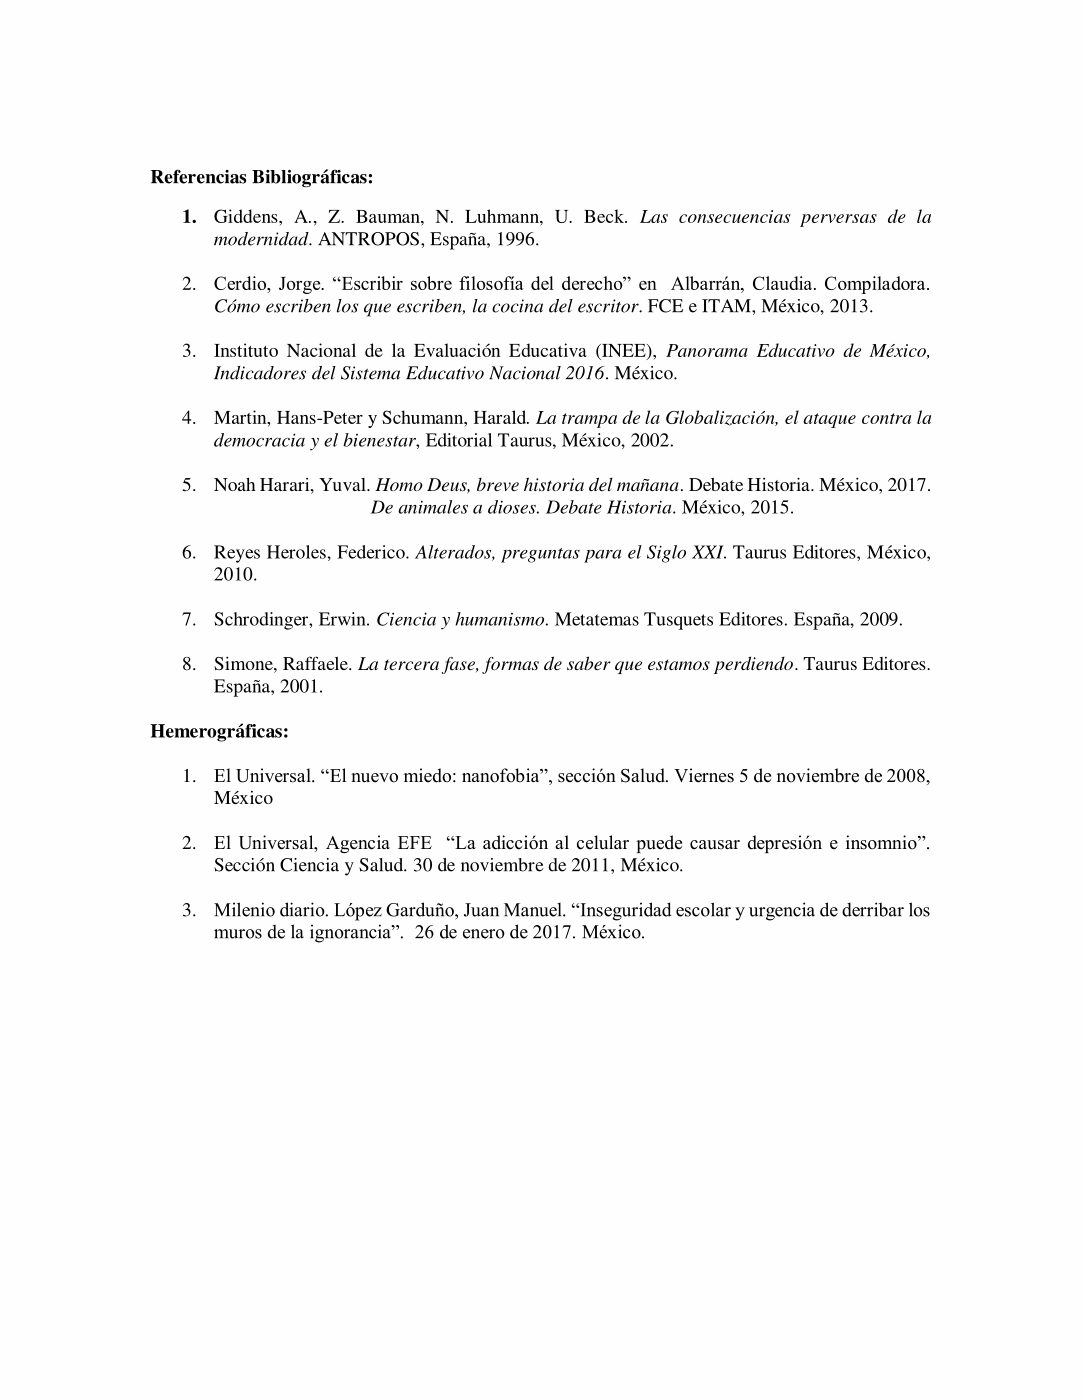 Referencias Bibliográficas:
1. Giddens, A., Z. Bauman, N. Luhmann, U. Beck. Las consecuencias perversas de la
modernidad. ANTROPOS, España, 1996.
2. Cerdio, Jorge. “Escribir sobre filosofía del derecho” en  Albarrán, Claudia. Compiladora.
Cómo escriben los que escriben, la cocina del escritor. FCE e ITAM, México, 2013.
3. Instituto Nacional de la Evaluación Educativa (INEE), Panorama Educativo de México,
Indicadores del Sistema Educativo Nacional 2016. México.
4. Martin, Hans-Peter y Schumann, Harald. La trampa de la Globalización, el ataque contra la
democracia y el bienestar, Editorial Taurus, México, 2002.
5. Noah Harari, Yuval. Homo Deus, breve historia del mañana. Debate Historia. México, 2017.
De animales a dioses. Debate Historia. México, 2015.
6. Reyes Heroles, Federico. Alterados, preguntas para el Siglo XXI. Taurus Editores, México,
2010.
7. Schrodinger, Erwin. Ciencia y humanismo. Metatemas Tusquets Editores. España, 2009.
8. Simone, Raffaele. La tercera fase, formas de saber que estamos perdiendo. Taurus Editores.
España, 2001.
Hemerográficas:
1. El Universal. “El nuevo miedo: nanofobia”, sección Salud. Viernes 5 de noviembre de 2008,
México
2. El Universal, Agencia EFE  “La adicción al celular puede causar depresión e insomnio”.
Sección Ciencia y Salud. 30 de noviembre de 2011, México.
3. Milenio diario. López Garduño, Juan Manuel. “Inseguridad escolar y urgencia de derribar los
muros de la ignorancia”.  26 de enero de 2017. México.